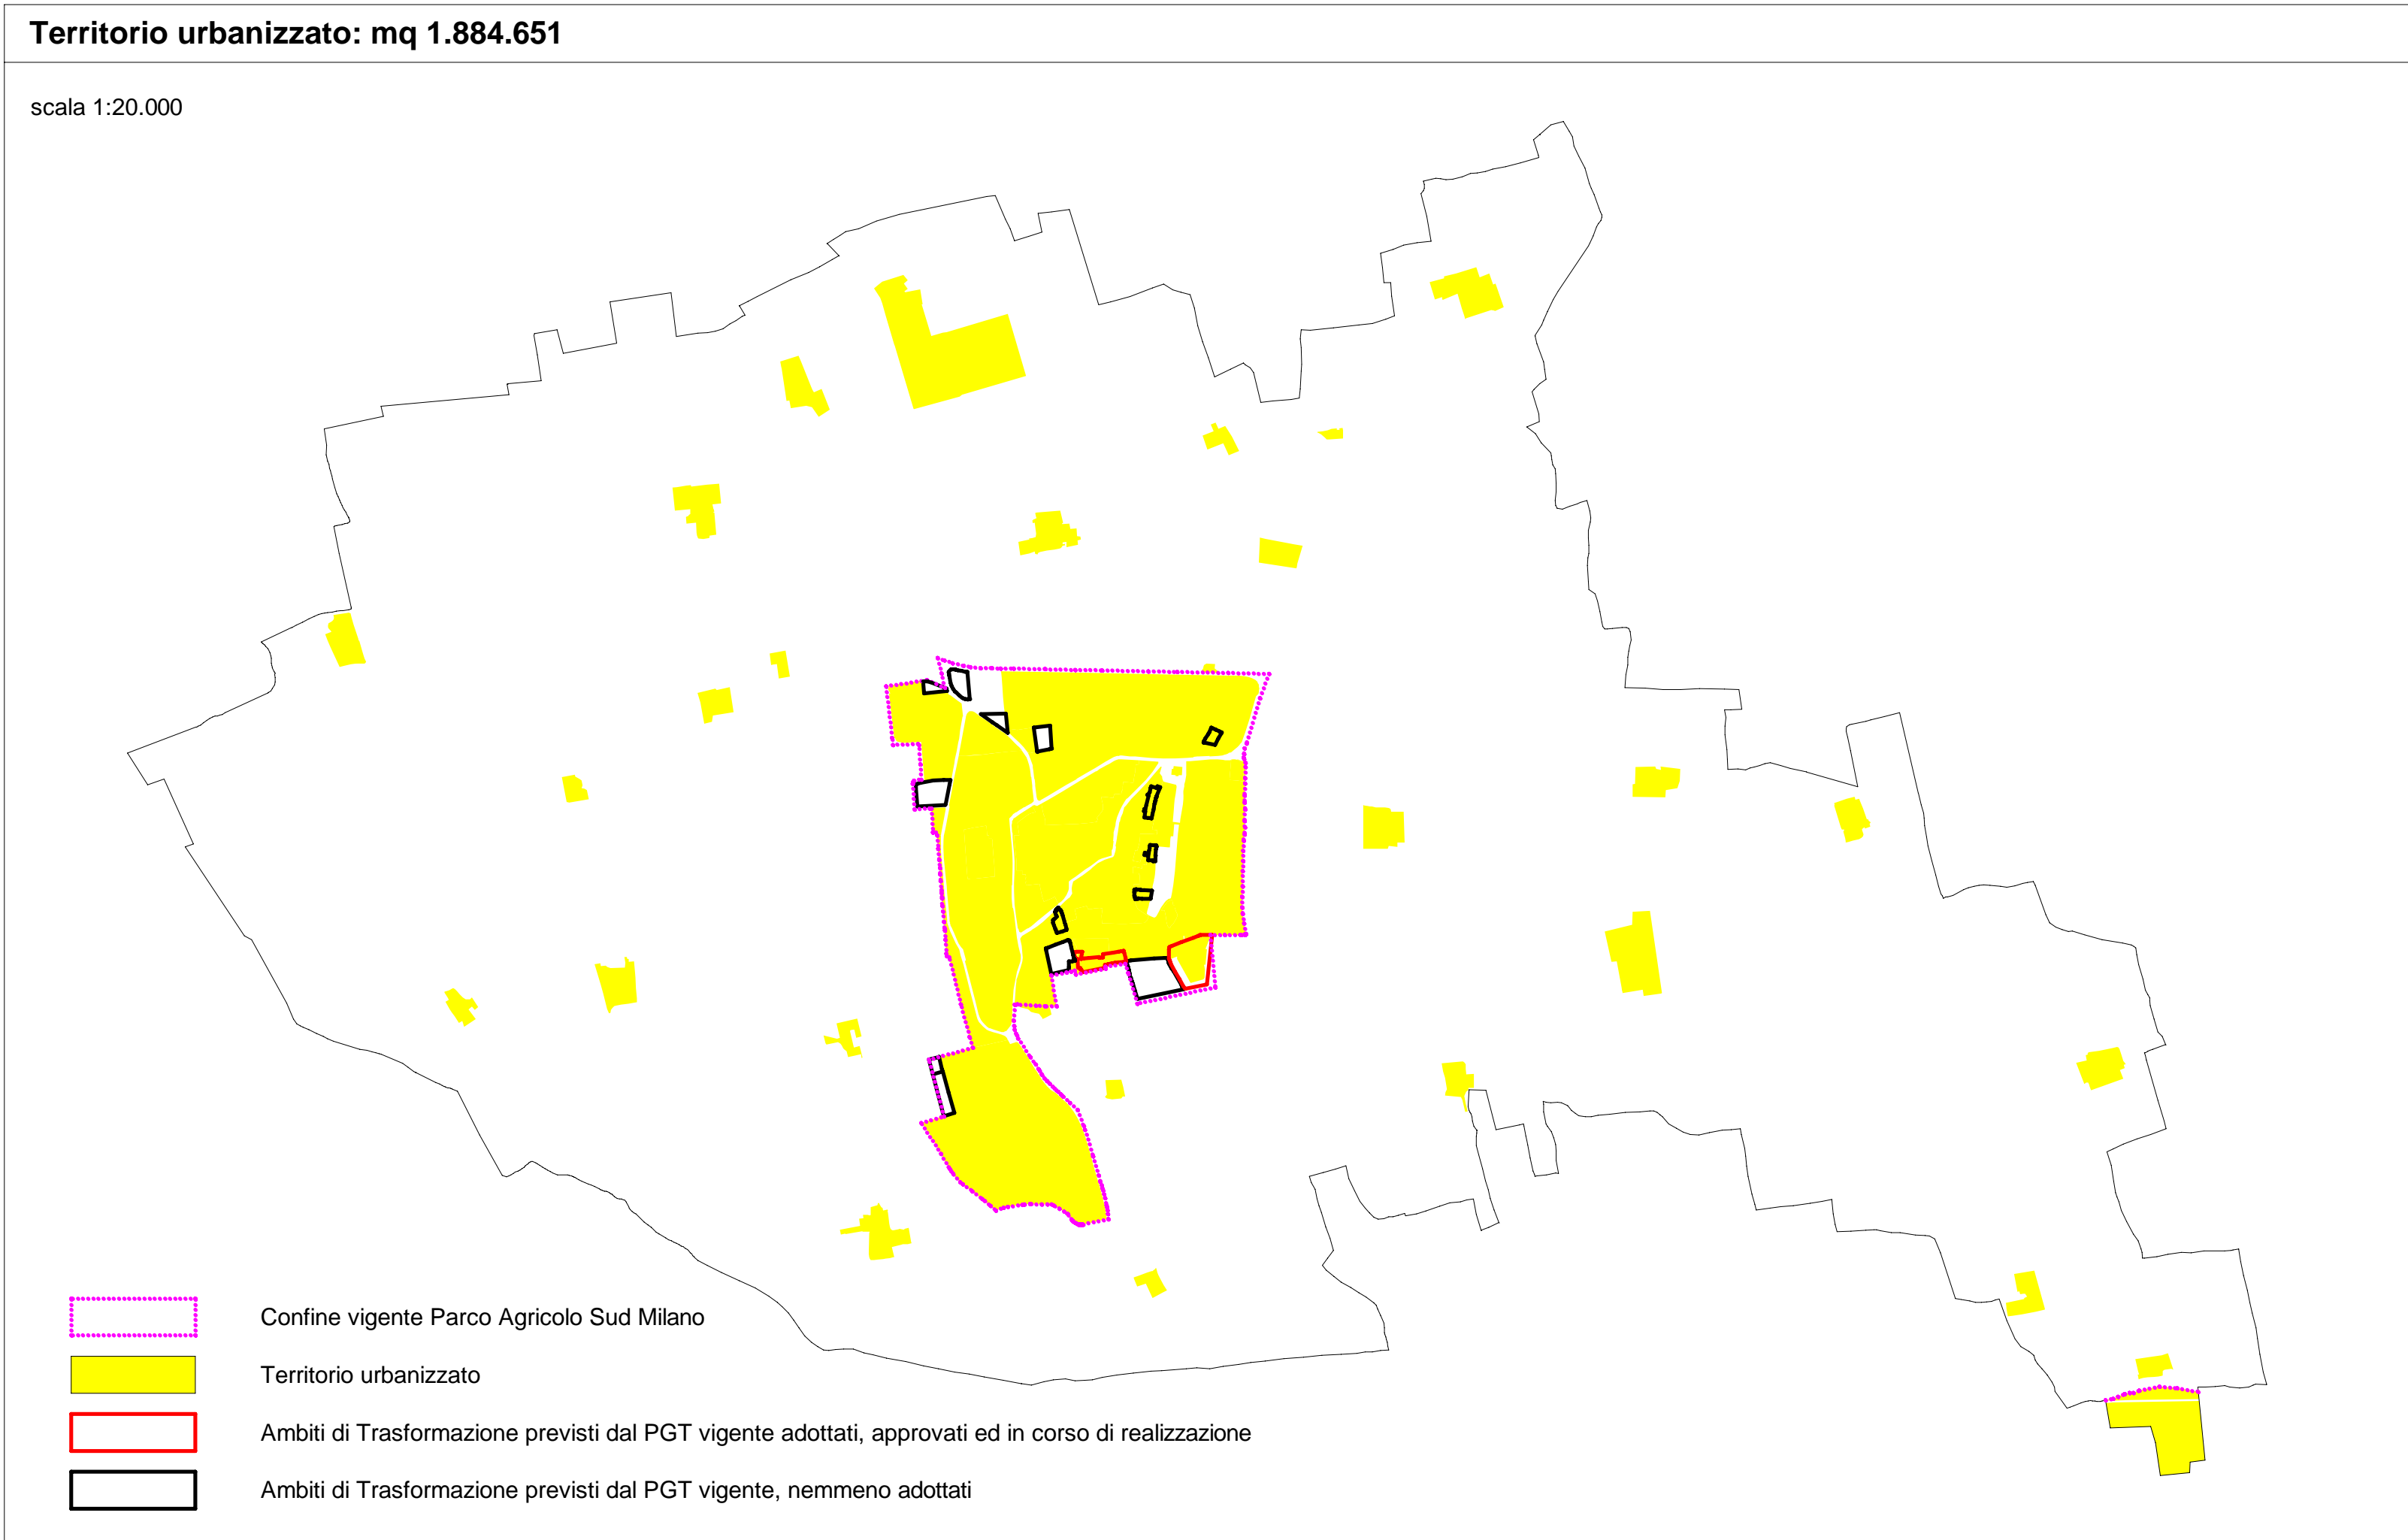 Territorio urbanizzato: mq 1.884.651
scala 1:20.000
Confine vigente Parco Agricolo Sud Milano
Territorio urbanizzato
Ambiti di Trasformazione previsti dal PGT vigente adottati, approvati ed in corso di realizzazione
Ambiti di Trasformazione previsti dal PGT vigente, nemmeno adottati